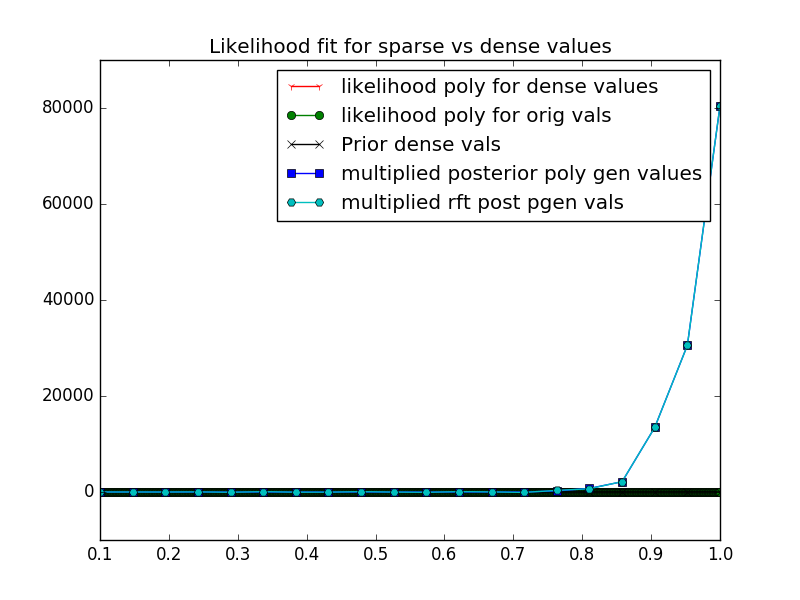 Likelihood fit for sparse vs dense values
likelihood poly for dense values
likelihood poly for orig vals
Prior dense vals
multiplied posterior poly gen values
multiplied rft post pgen vals
80000
60000
40000
20000
0
0.1 0.2 0.3 0.4 0.5 0.6 0.7 0.8 0.9 1.0